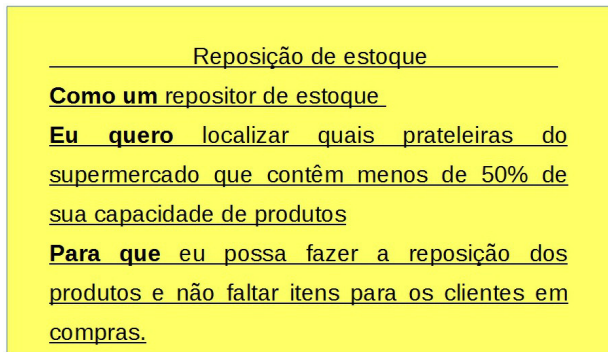 Reposição de estoque
Como um repositor de estoque
Eu quero localizar quais prateleiras do
supermercado que contêm menos de 50% de
sua capacidade de produtos
Para que eu possa fazer a reposição dos
produtos e não faltar itens para os clientes em
compras.